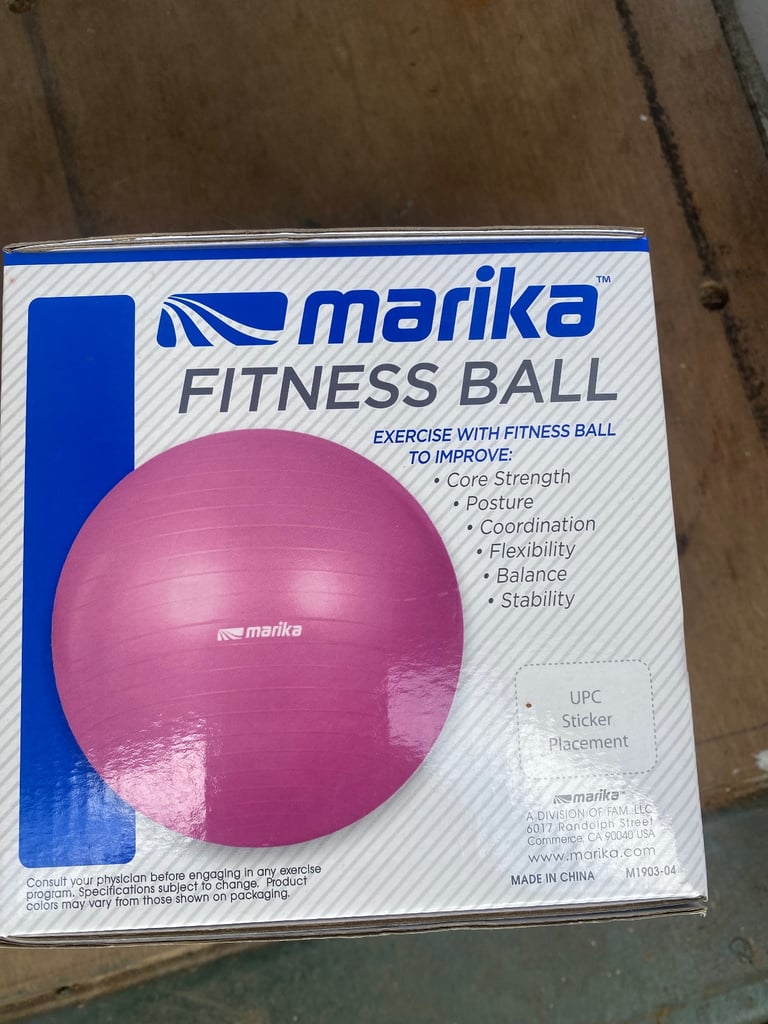 marika™
FITNESS BALL
EXERCISE WITH FITNESS BALL
TO IMPROVE:
• Core Strength
• Posture
• Coordination
• Flexibility
• Balance
• Stability
marika
UPC
Sticker
Placement
marika™
A DIVISION OF FAM, LLC
6017 Randolph Street
Commerce, CA 90040 USA
www.marika.com
MADE IN CHINA M1903-04
Consult your physician before engaging in any exercise
program. Specifications subject to change. Product
colors may vary from those shown on packaging.